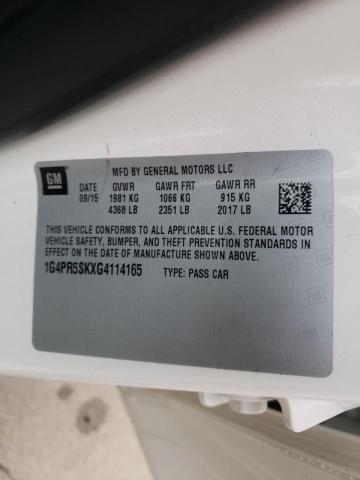 GM
MFD BY GENERAL MOTORS LLC
DATE GVWR GAWR FRT GAWR RR
09/15 1981 KG 1066 KG 915 KG
4368 LB 2351 LB 2017 LB
THIS VEHICLE CONFORMS TO ALL APPLICABLE U.S. FEDERAL MOTOR
VEHICLE SAFETY, BUMPER, AND THEFT PREVENTION STANDARDS IN
EFFECT ON THE DATE OF MANUFACTURE SHOWN ABOVE.
1G4PR5SKXG4114165 TYPE: PASS CAR